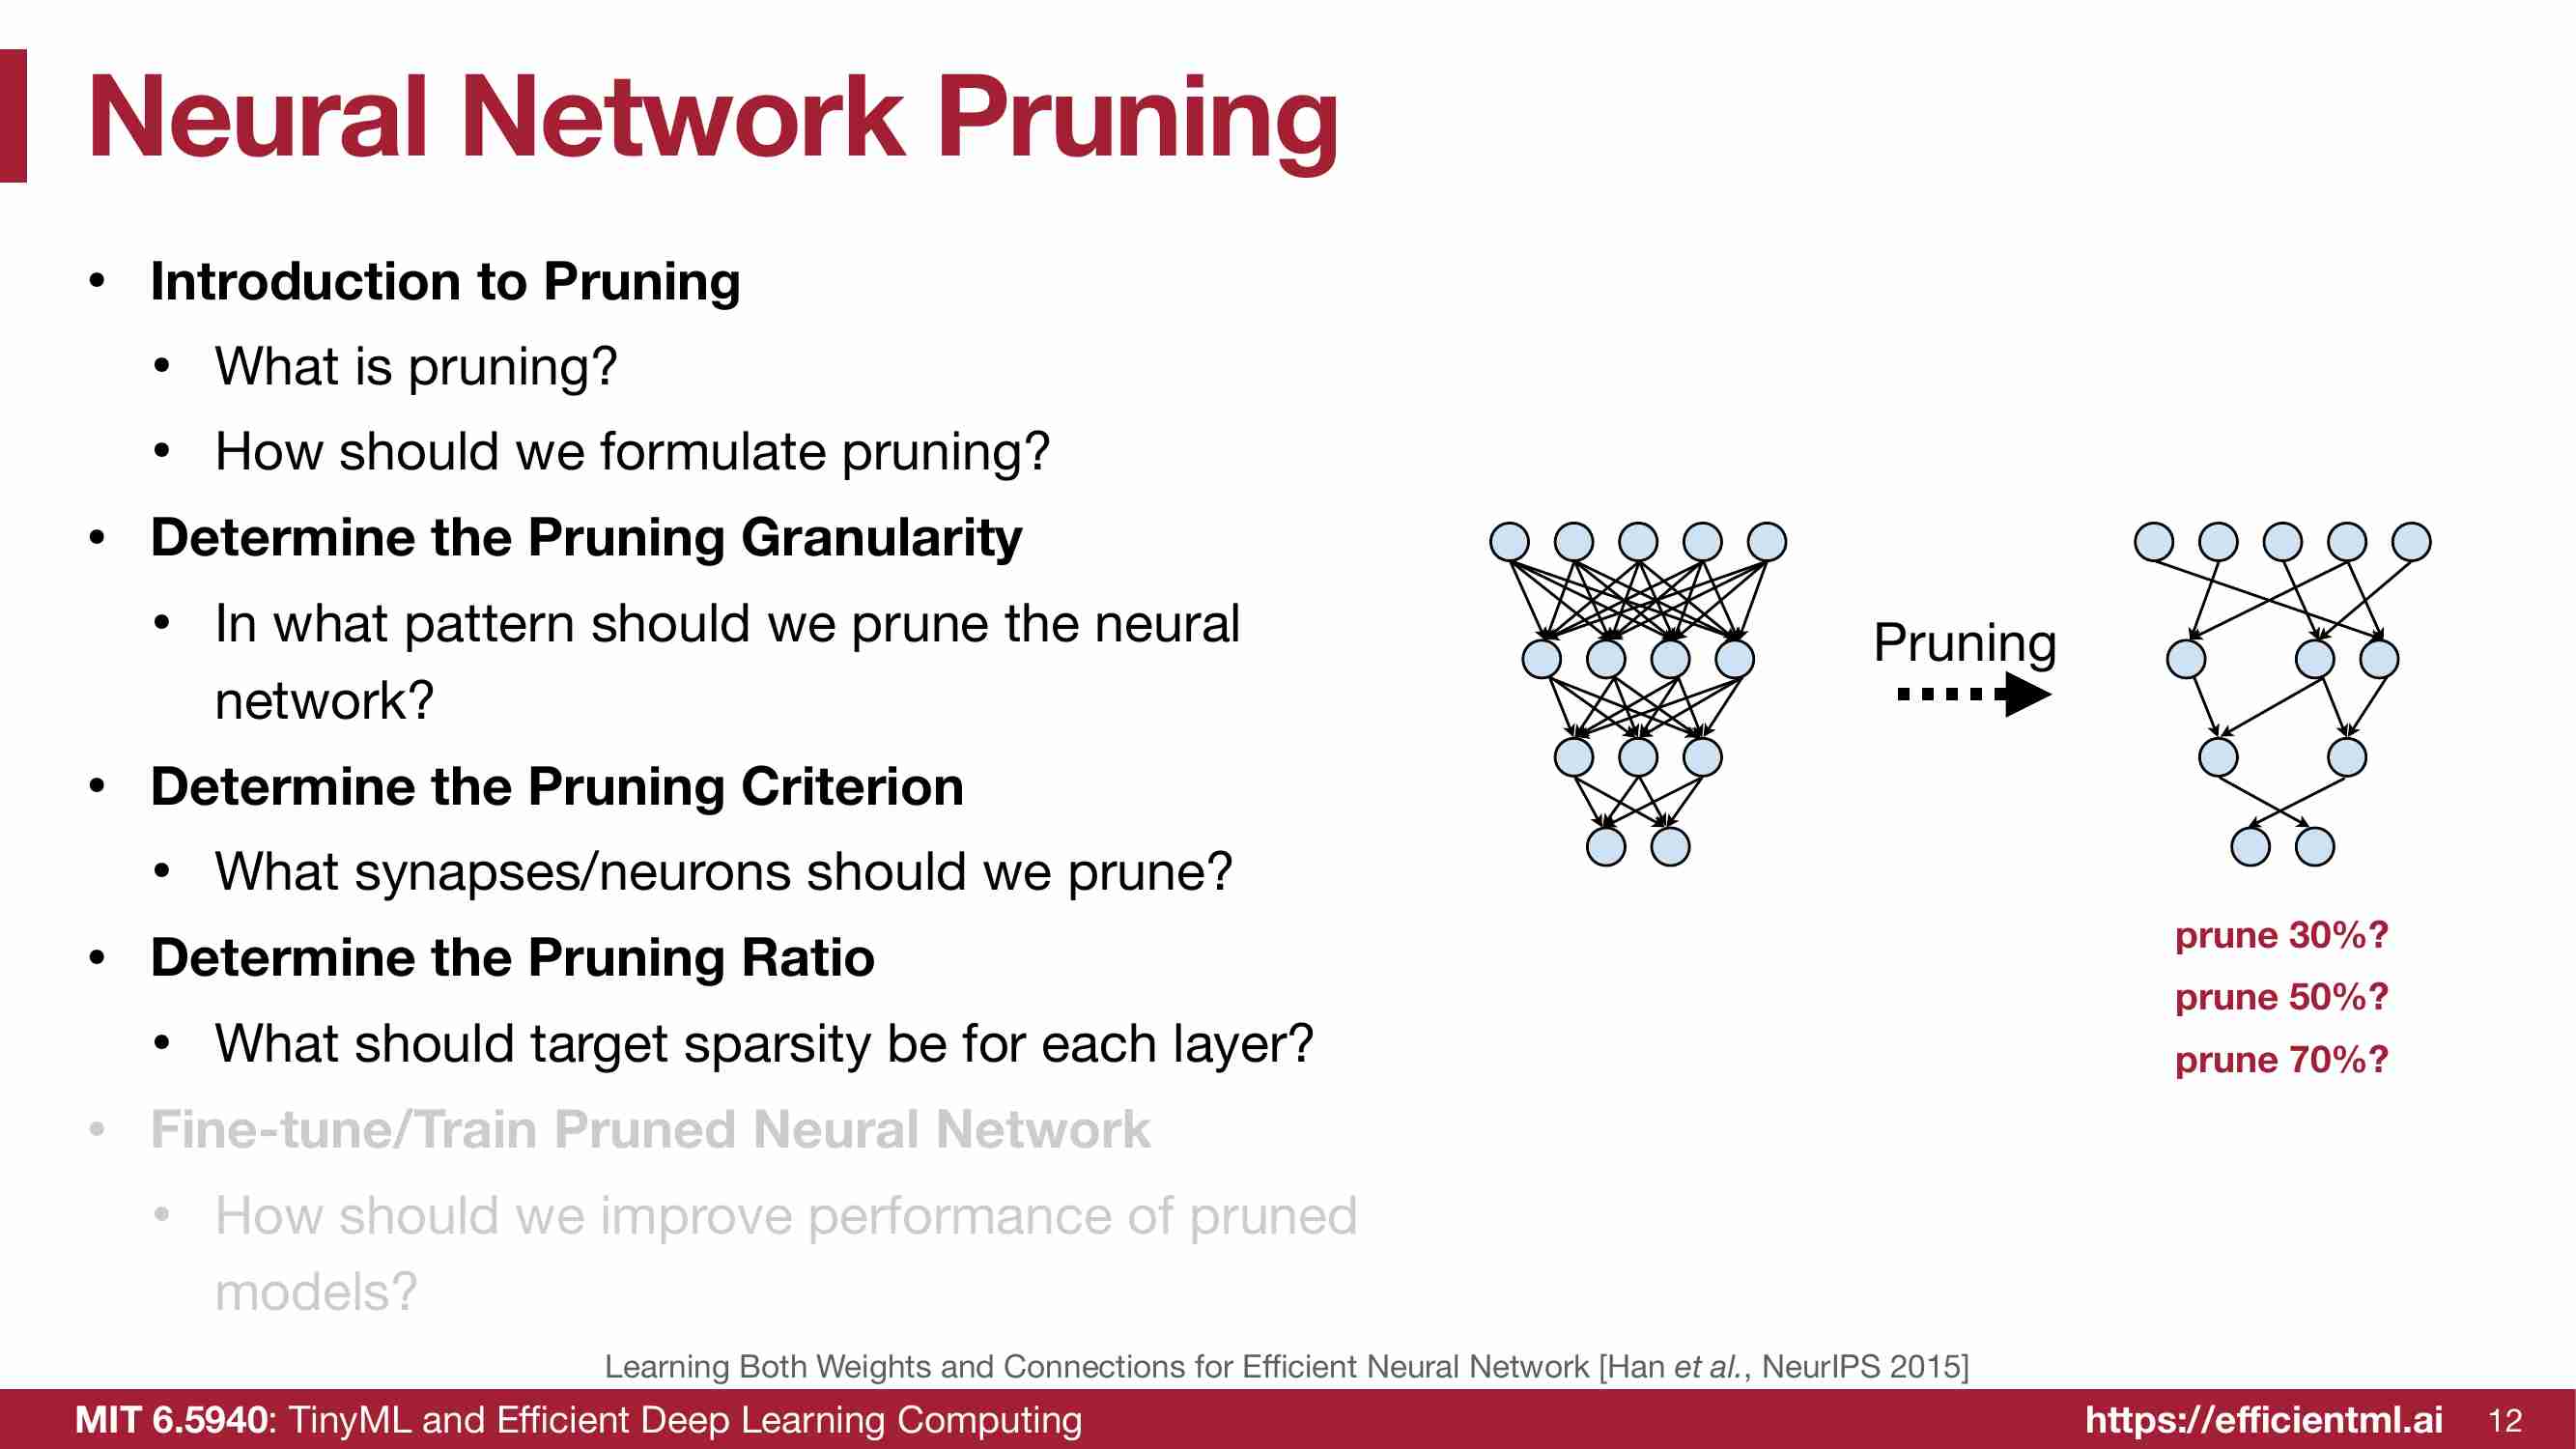 Neural Network Pruning
• Introduction to Pruning
• What is pruning?
• How should we formulate pruning?
• Determine the Pruning Granularity
• In what pattern should we prune the neural
network?
• Determine the Pruning Criterion
• What synapses/neurons should we prune?
• Determine the Pruning Ratio
• What should target sparsity be for each layer?
• Fine-tune/Train Pruned Neural Network
• How should we improve performance of pruned
models?
Pruning
prune 30%?
prune 50%?
prune 70%?
Learning Both Weights and Connections for Efficient Neural Network [Han et al., NeurIPS 2015]
MIT 6.5940: TinyML and Efficient Deep Learning Computing
https://efficientml.ai 12